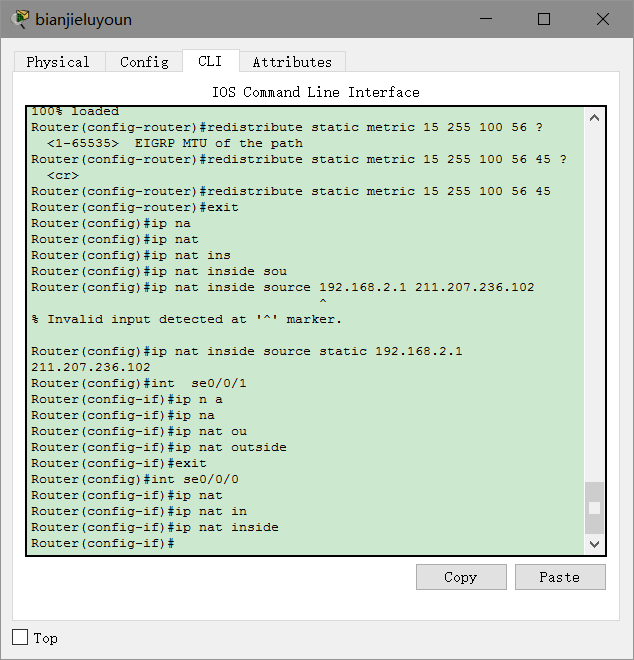 bianjieluyoun
Physical Config CLI Attributes
IOS Command Line Interface
100% loaded
Router(config-router)#redistribute static metric 15 255 100 56 ?
  <1-65535>  EIGRP MTU of the path
Router(config-router)#redistribute static metric 15 255 100 56 45 ?
  <cr>
Router(config-router)#redistribute static metric 15 255 100 56 45
Router(config-router)#exit
Router(config)#ip na
Router(config)#ip nat
Router(config)#ip nat ins
Router(config)#ip nat inside sou
Router(config)#ip nat inside source 192.168.2.1 211.207.236.102
                                    ^
% Invalid input detected at '^' marker.

Router(config)#ip nat inside source static 192.168.2.1
211.207.236.102
Router(config)#int  se0/0/1
Router(config-if)#ip n a
Router(config-if)#ip na
Router(config-if)#ip nat ou
Router(config-if)#ip nat outside
Router(config-if)#exit
Router(config)#int se0/0/0
Router(config-if)#ip nat
Router(config-if)#ip nat in
Router(config-if)#ip nat inside
Router(config-if)#
Copy Paste
Top